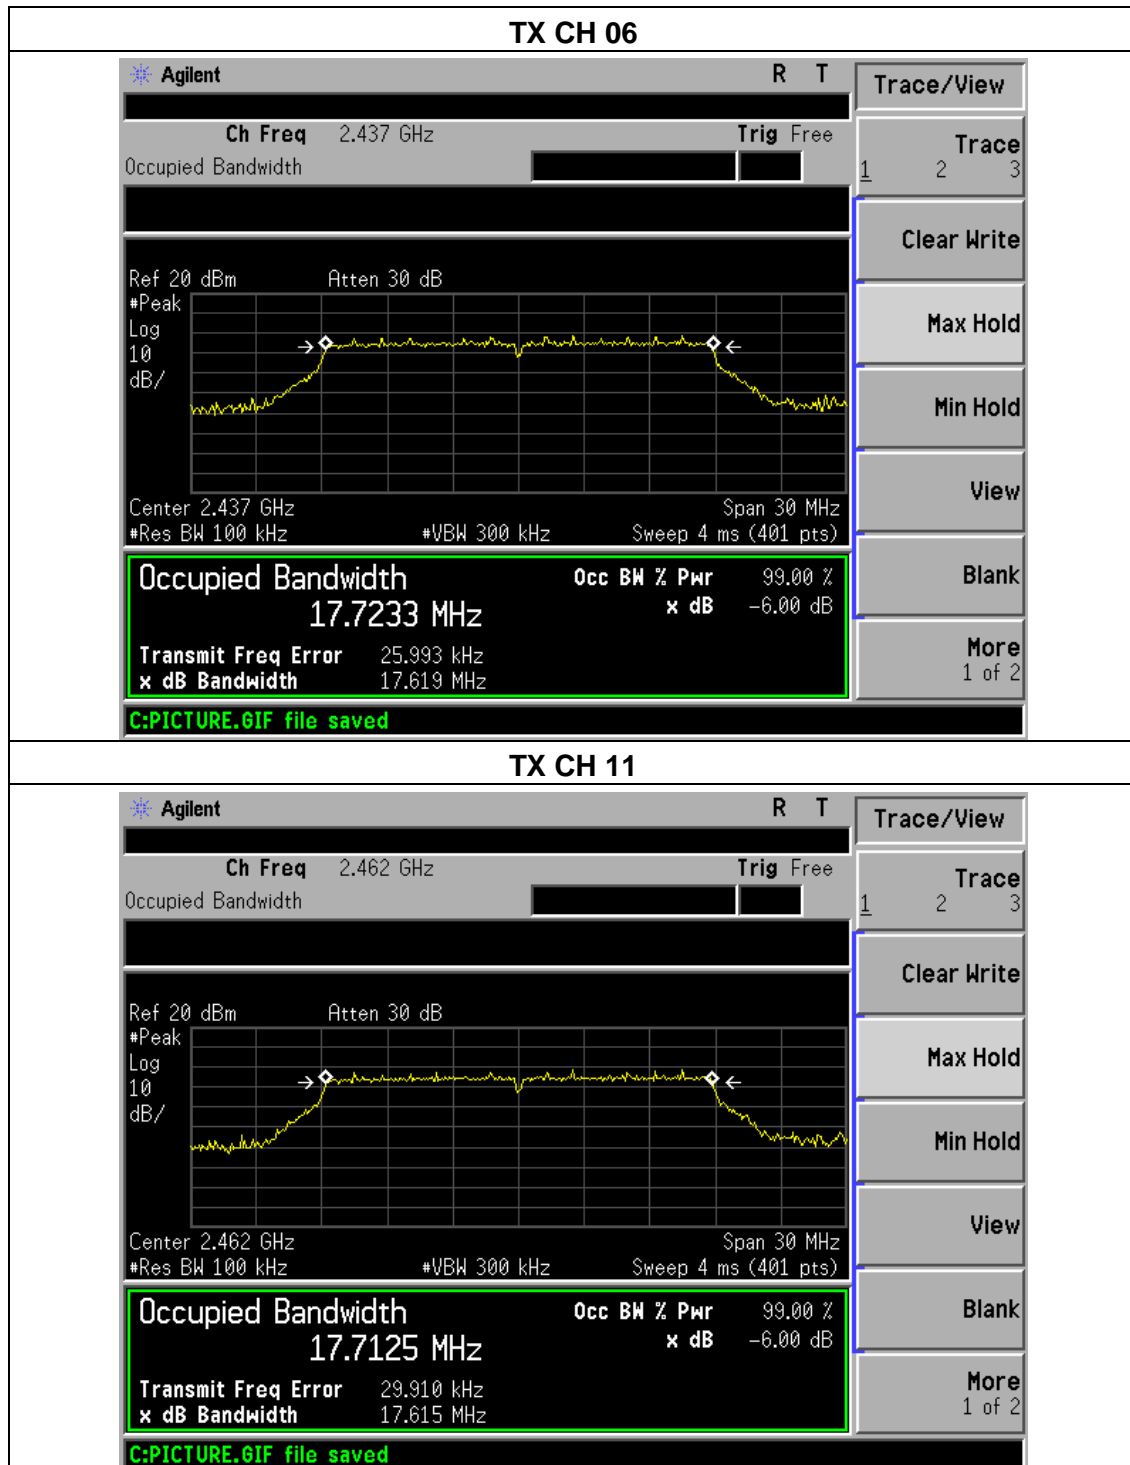 TX CH 06
Agilent R T
Trace/View
Ch Freq 2.437 GHz Trig Free
Occupied Bandwidth
Trace
1 2 3
Clear Write
Max Hold
Min Hold
View
Blank
More
1 of 2
Ref 20 dBm Atten 30 dB
#Peak
Log
10
dB/
Center 2.437 GHz Span 30 MHz
#Res BW 100 kHz #VBW 300 kHz Sweep 4 ms (401 pts)
Occupied Bandwidth Occ BW % Pwr 99.00 %
17.7233 MHz x dB -6.00 dB
Transmit Freq Error 25.993 kHz
x dB Bandwidth 17.619 MHz
C:PICTURE.GIF file saved
TX CH 11
Agilent R T
Trace/View
Ch Freq 2.462 GHz Trig Free
Occupied Bandwidth
Trace
1 2 3
Clear Write
Max Hold
Min Hold
View
Blank
More
1 of 2
Ref 20 dBm Atten 30 dB
#Peak
Log
10
dB/
Center 2.462 GHz Span 30 MHz
#Res BW 100 kHz #VBW 300 kHz Sweep 4 ms (401 pts)
Occupied Bandwidth Occ BW % Pwr 99.00 %
17.7125 MHz x dB -6.00 dB
Transmit Freq Error 29.910 kHz
x dB Bandwidth 17.615 MHz
C:PICTURE.GIF file saved